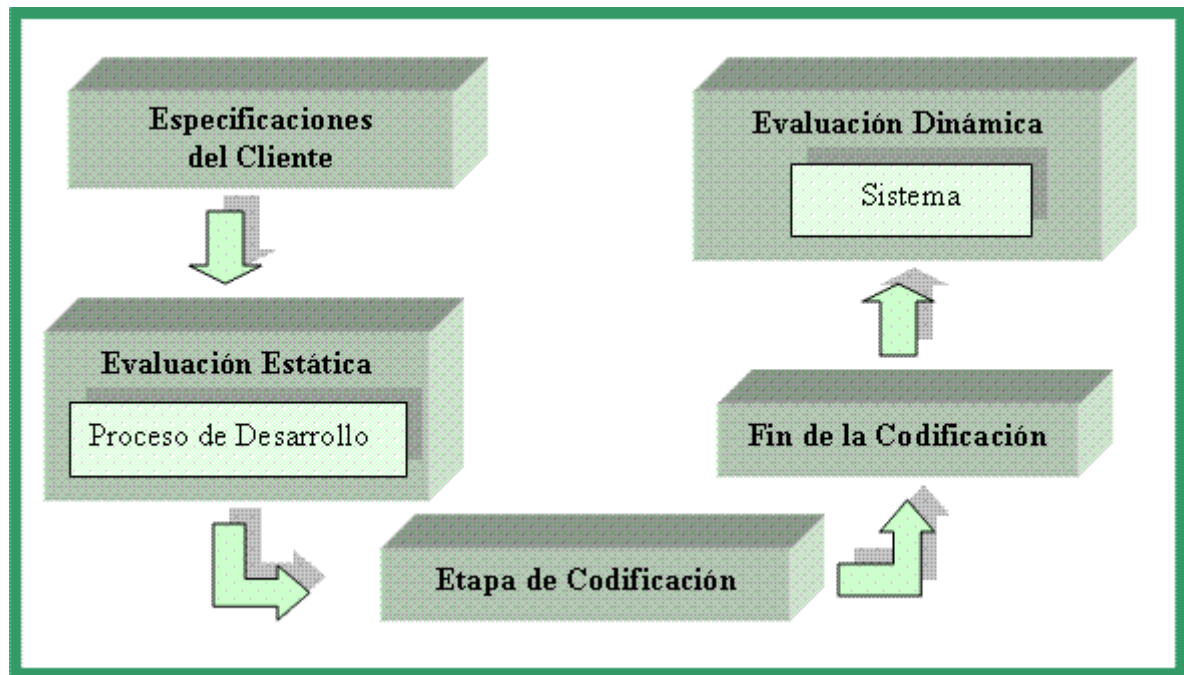 Especificaciones
del Cliente
Evaluación Estática
Proceso de Desarrollo
Etapa de Codificación
Fin de la Codificación
Evaluación Dinámica
Sistema